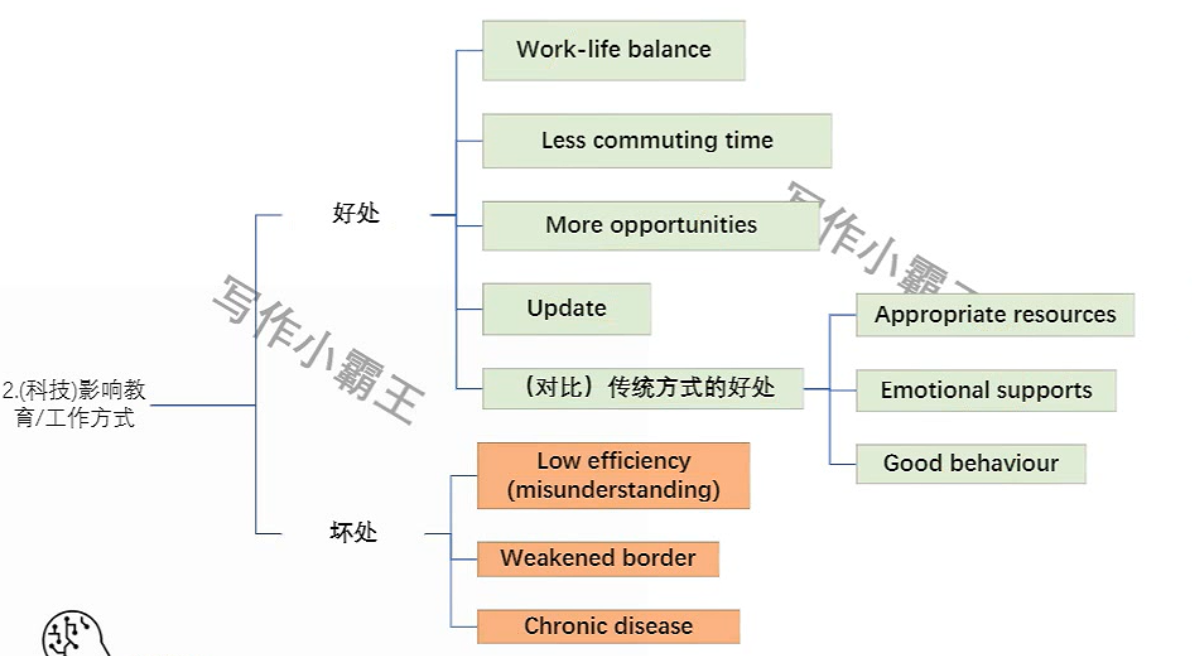 Work-life balance
Less commuting time
More opportunities
Update
（对比）传统方式的好处
Appropriate resources
Emotional supports
Good behaviour
好处
2.(科技)影响教
育/工作方式
坏处
Low efficiency
(misunderstanding)
Weakened border
Chronic disease
写作小霸王
写作小霸王